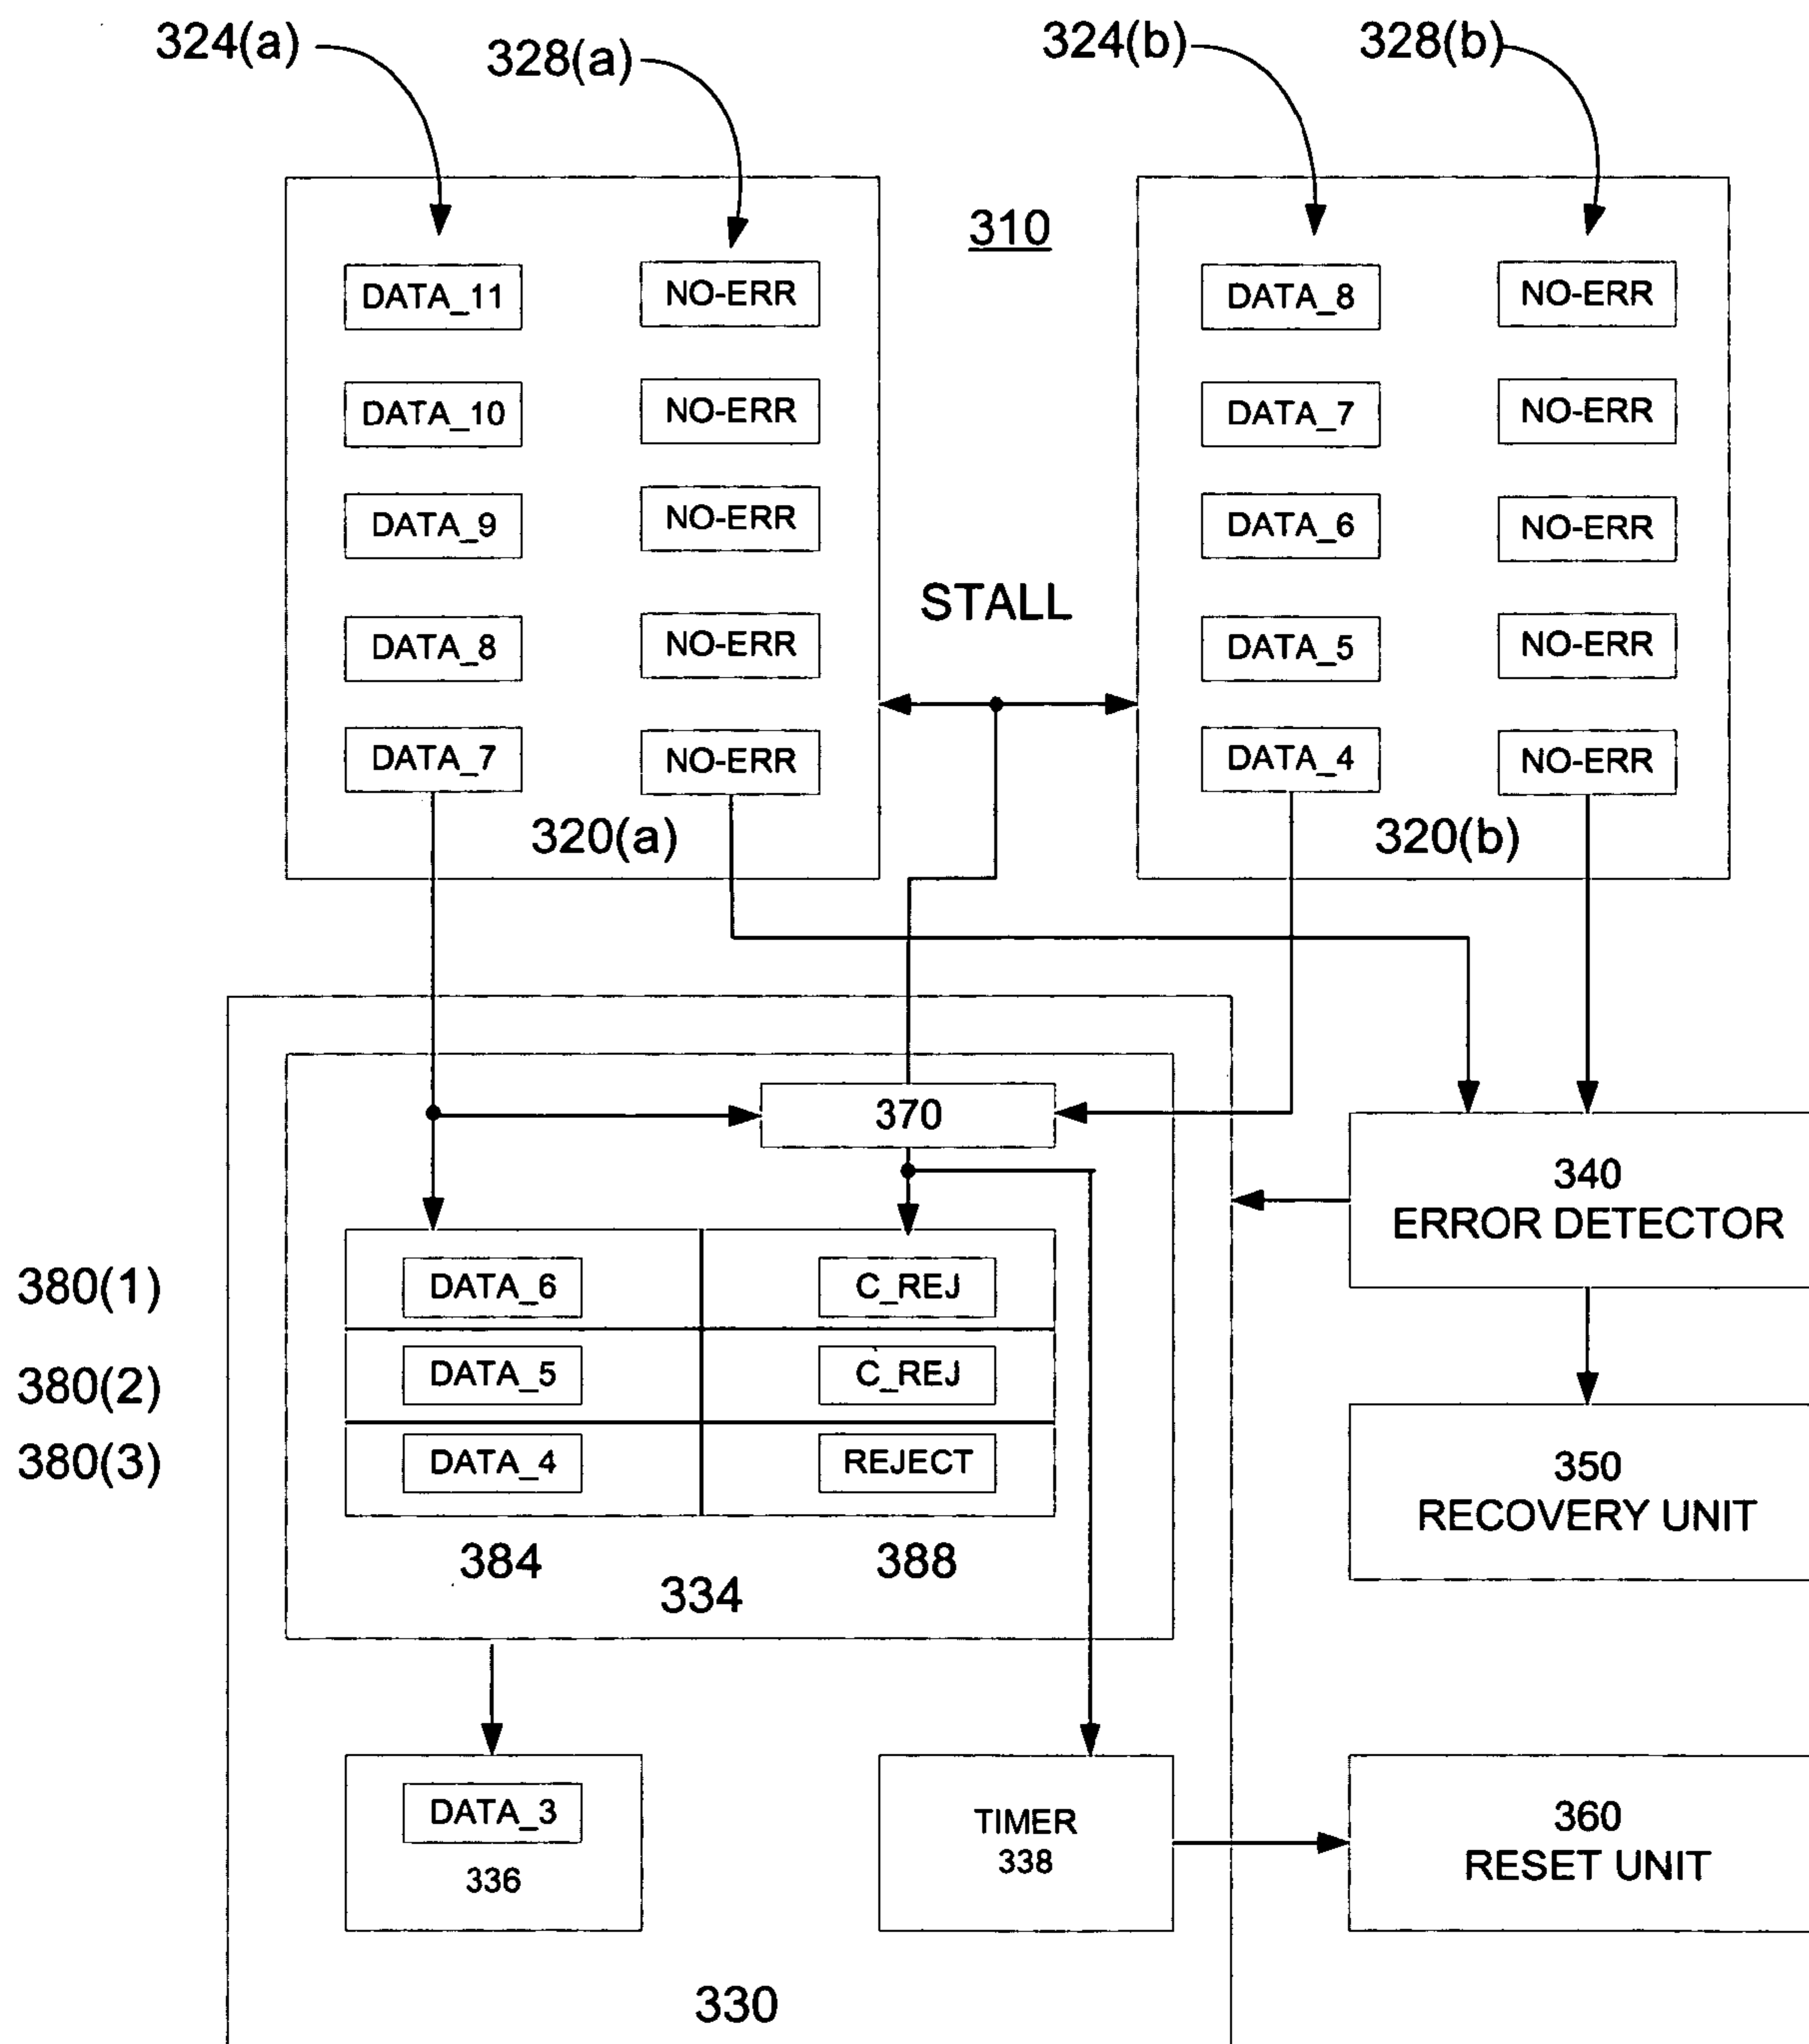 324(a) 328(a) 324(b) 328(b)
310
DATA_11 NO-ERR DATA_8 NO-ERR
DATA_10 NO-ERR DATA_7 NO-ERR
DATA_9 NO-ERR DATA_6 NO-ERR
STALL
DATA_8 NO-ERR DATA_5 NO-ERR
DATA_7 NO-ERR DATA_4 NO-ERR
320(a) 320(b)
370
340
ERROR DETECTOR
380(1) DATA_6 C_REJ
380(2) DATA_5 C_REJ
380(3) DATA_4 REJECT
350
RECOVERY UNIT
384 388
334
DATA_3
336
TIMER
338
360
RESET UNIT
330